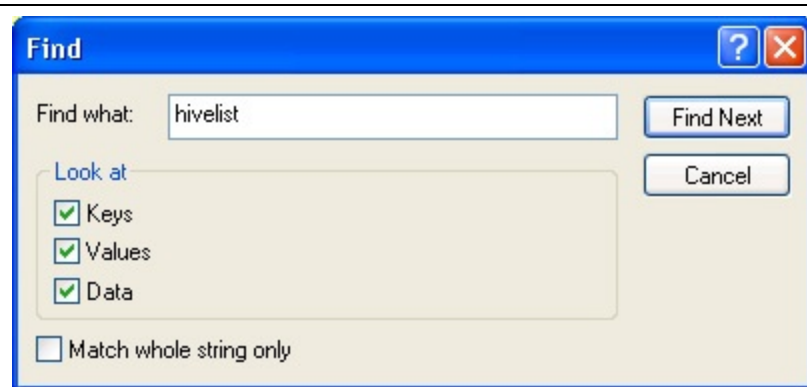 Find
Find what: hivelist Find Next
Look at Cancel
Keys
Values
Data
Match whole string only